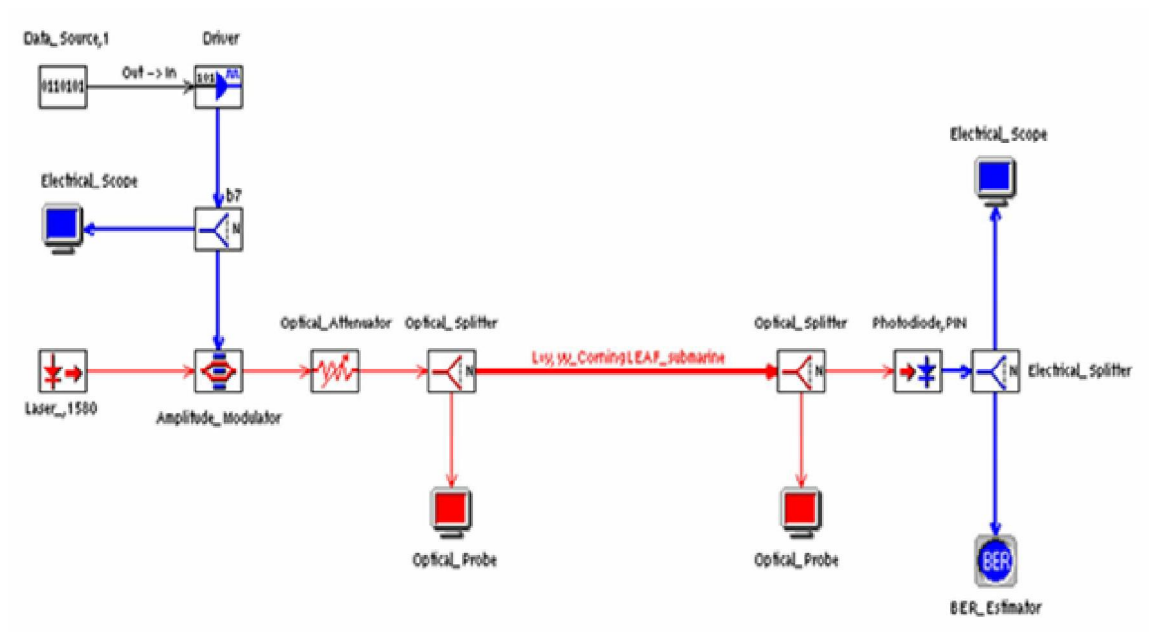 Data_Source,1
Driver
Out -> In
0110101
101
Electrical_Scope
b7
N
Electrical_Scope
Optical_Attenuator
Optical_Splitter
Optical_Splitter
Photodiode,PIN
N
CorningLEAF_submarine
N
N
Electrical_Splitter
Laser_,1580
Amplitude_Modulator
Optical_Probe
Optical_Probe
BER
BER_Estimator